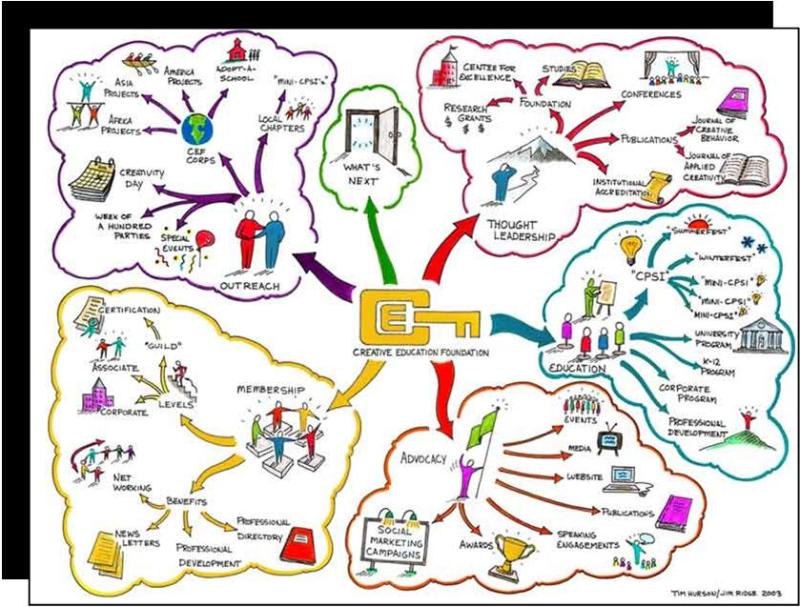 ASIA
PROJECTS
AMERICA
PROJECTS
ADOPT-A-
SCHOOL
"MINI-CPSI's"
AFRICA
PROJECTS
CEF
CORPS
LOCAL
CHAPTERS
CREATIVITY
DAY
WEEK OF
A HUNDRED
PARTIES
SPECIAL
EVENTS
OUTREACH
WHAT'S
NEXT
CENTER FOR
EXCELLENCE
STUDIES
RESEARCH
GRANTS
$ $ $
FOUNDATION
CONFERENCES
PUBLICATIONS
JOURNAL OF
CREATIVE
BEHAVIOR
JOURNAL OF
APPLIED
CREATIVITY
INSTITUTIONAL
ACCREDITATION
THOUGHT
LEADERSHIP
CEF
CREATIVE EDUCATION FOUNDATION
"CPSI"
"SUMMERFEST"
"WINTERFEST"
"MINI-CPSI"
"MINI-CPSI"
MINI-CPSI"
UNIVERSITY
PROGRAM
K-12
PROGRAM
CORPORATE
PROGRAM
PROFESSIONAL
DEVELOPMENT
EDUCATION
CERTIFICATION
"GUILD"
ASSOCIATE
CORPORATE
LEVELS
MEMBERSHIP
NET
WORKING
BENEFITS
NEWS
LETTERS
PROFESSIONAL
DEVELOPMENT
PROFESSIONAL
DIRECTORY
ADVOCACY
EVENTS
MEDIA
WEBSITE
PUBLICATIONS
SPEAKING
ENGAGEMENTS
AWARDS
SOCIAL
MARKETING
CAMPAIGNS
TIM HURSON/JIM RIDGE 2003